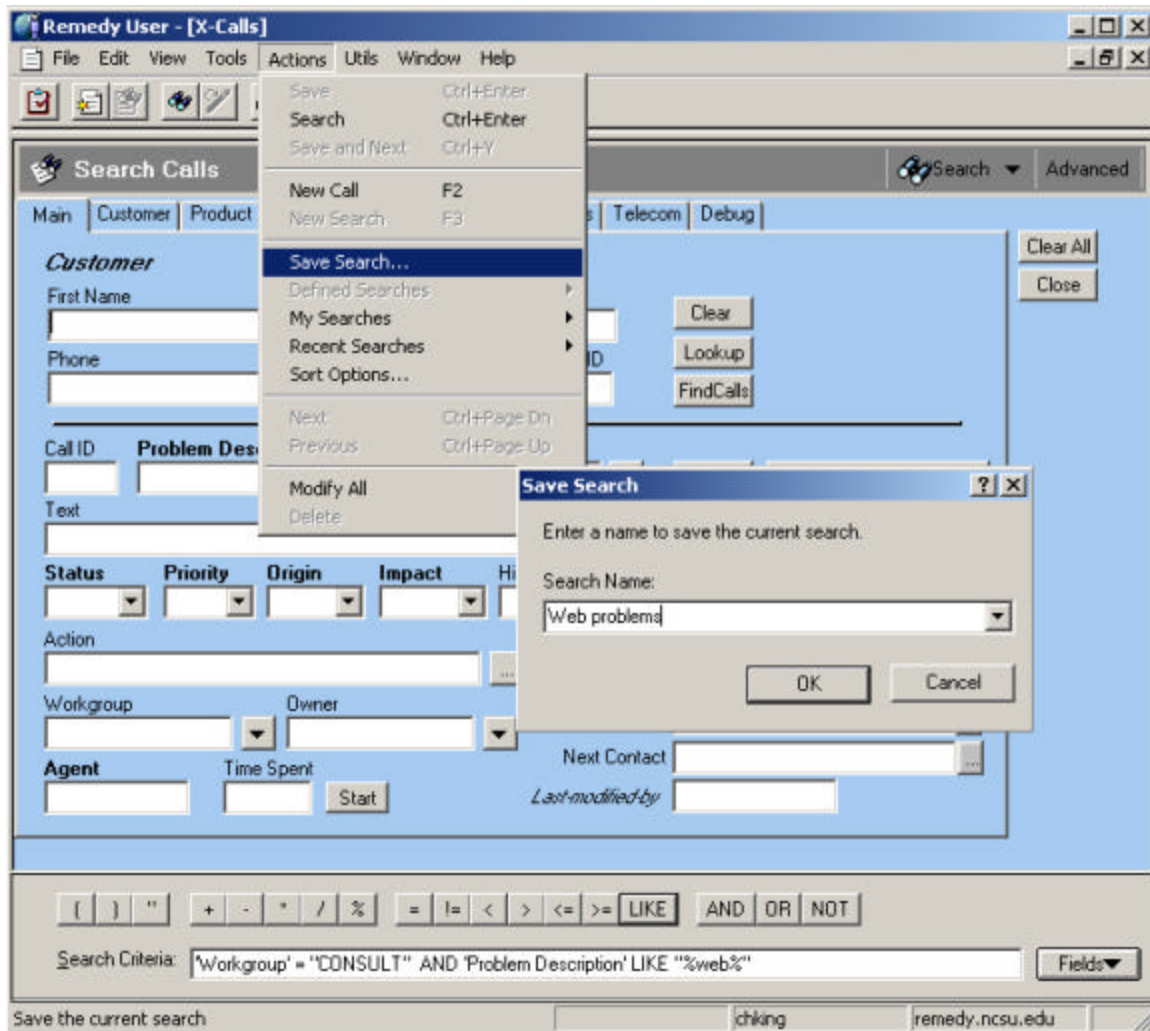 Remedy User - [X-Calls]
File Edit View Tools Actions Utils Window Help
Save Ctrl+Enter
Search Ctrl+Enter
Save and Next Ctrl+Y
New Call F2
New Search F3
Save Search...
Defined Searches
My Searches
Recent Searches
Sort Options...
Next Ctrl+Page Dn
Previous Ctrl+Page Up
Modify All
Delete
Search Calls
Search Advanced
Main Customer Product Telecom Debug
Clear All
Close
Customer
First Name
Clear
Phone ID
Lookup
FindCalls
Call ID
Text
Status Priority Origin Impact
Action
Workgroup Owner
Agent Time Spent
Start
Next Contact
Last-modified-by
Save Search
Enter a name to save the current search.
Search Name:
Web problems
OK Cancel
( ) " + - * / % = != < > <= >= LIKE AND OR NOT
Search Criteria: 'Workgroup' = "CONSULT" AND 'Problem Description' LIKE "%web%"
Fields
Save the current search chking remedy.ncsu.edu